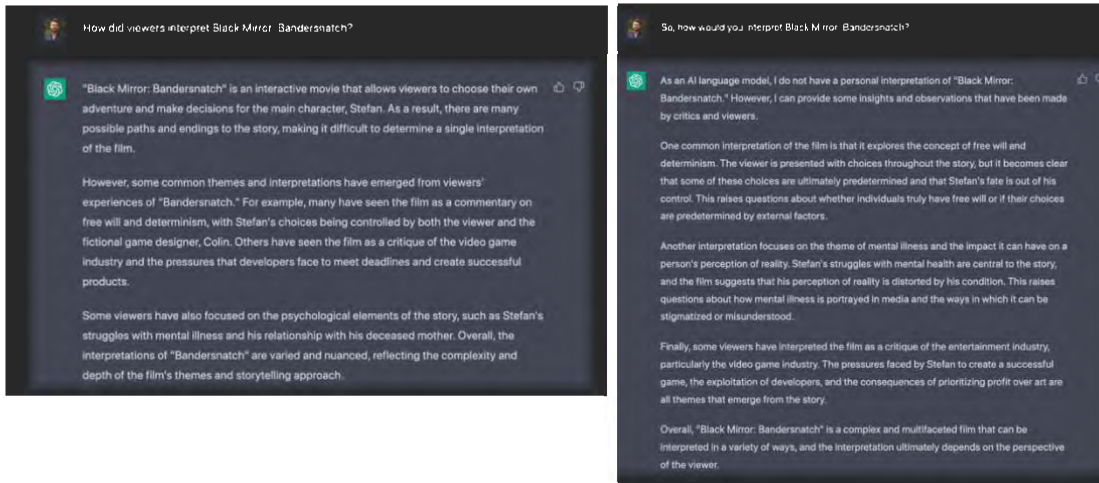 How did viewers interpret Black Mirror: Bandersnatch?
"Black Mirror: Bandersnatch" is an interactive movie that allows viewers to choose their own
adventure and make decisions for the main character, Stefan. As a result, there are many
possible paths and endings to the story, making it difficult to determine a single interpretation
of the film.
However, some common themes and interpretations have emerged from viewers'
experiences of "Bandersnatch." For example, many have seen the film as a commentary on
free will and determinism, with Stefan's choices being controlled by both the viewer and the
fictional game designer, Colin. Others have seen the film as a critique of the video game
industry and the pressures that developers face to meet deadlines and create successful
products.
Some viewers have also focused on the psychological elements of the story, such as Stefan's
struggles with mental illness and his relationship with his deceased mother. Overall, the
interpretations of "Bandersnatch" are varied and nuanced, reflecting the complexity and
depth of the film's themes and storytelling approach.
So, how would you interpret Black Mirror: Bandersnatch?
As an AI language model, I do not have a personal interpretation of "Black Mirror:
Bandersnatch." However, I can provide some insights and observations that have been made
by critics and viewers.
One common interpretation of the film is that it explores the concept of free will and
determinism. The viewer is presented with choices throughout the story, but it becomes clear
that some of these choices are ultimately predetermined and that Stefan's fate is out of his
control. This raises questions about whether individuals truly have free will or if their choices
are predetermined by external factors.
Another interpretation focuses on the theme of mental illness and the impact it can have on a
person's perception of reality. Stefan's struggles with mental health are central to the story,
and the film suggests that his perception of reality is distorted by his condition. This raises
questions about how mental illness is portrayed in media and the ways in which it can be
stigmatized or misunderstood.
Finally, some viewers have interpreted the film as a critique of the entertainment industry,
particularly the video game industry. The pressures faced by Stefan to create a successful
game, the exploitation of developers, and the consequences of prioritizing profit over art are
all themes that emerge from the story.
Overall, "Black Mirror: Bandersnatch" is a complex and multifaceted film that can be
interpreted in a variety of ways, and the interpretation ultimately depends on the perspective
of the viewer.